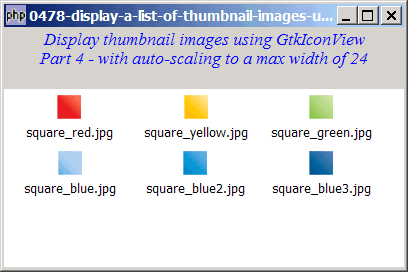 php 0478-display-a-list-of-thumbnail-images-u...
Display thumbnail images using GtkIconView
Part 4 - with auto-scaling to a max width of 24
square_red.jpg square_yellow.jpg square_green.jpg
square_blue.jpg square_blue2.jpg square_blue3.jpg